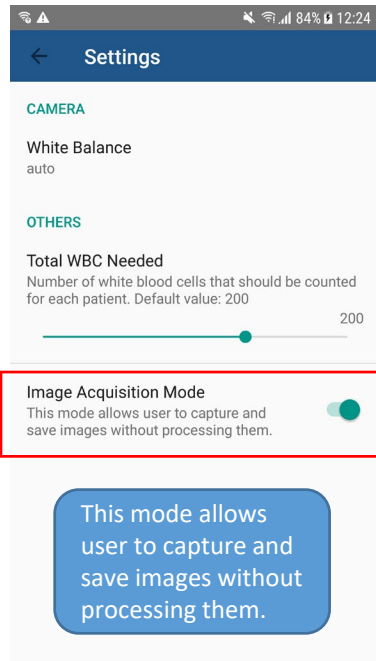 84% 12:24
Settings
CAMERA
White Balance
auto
OTHERS
Total WBC Needed
Number of white blood cells that should be counted
for each patient. Default value: 200
200
Image Acquisition Mode
This mode allows user to capture and
save images without processing them.
This mode allows
user to capture and
save images without
processing them.